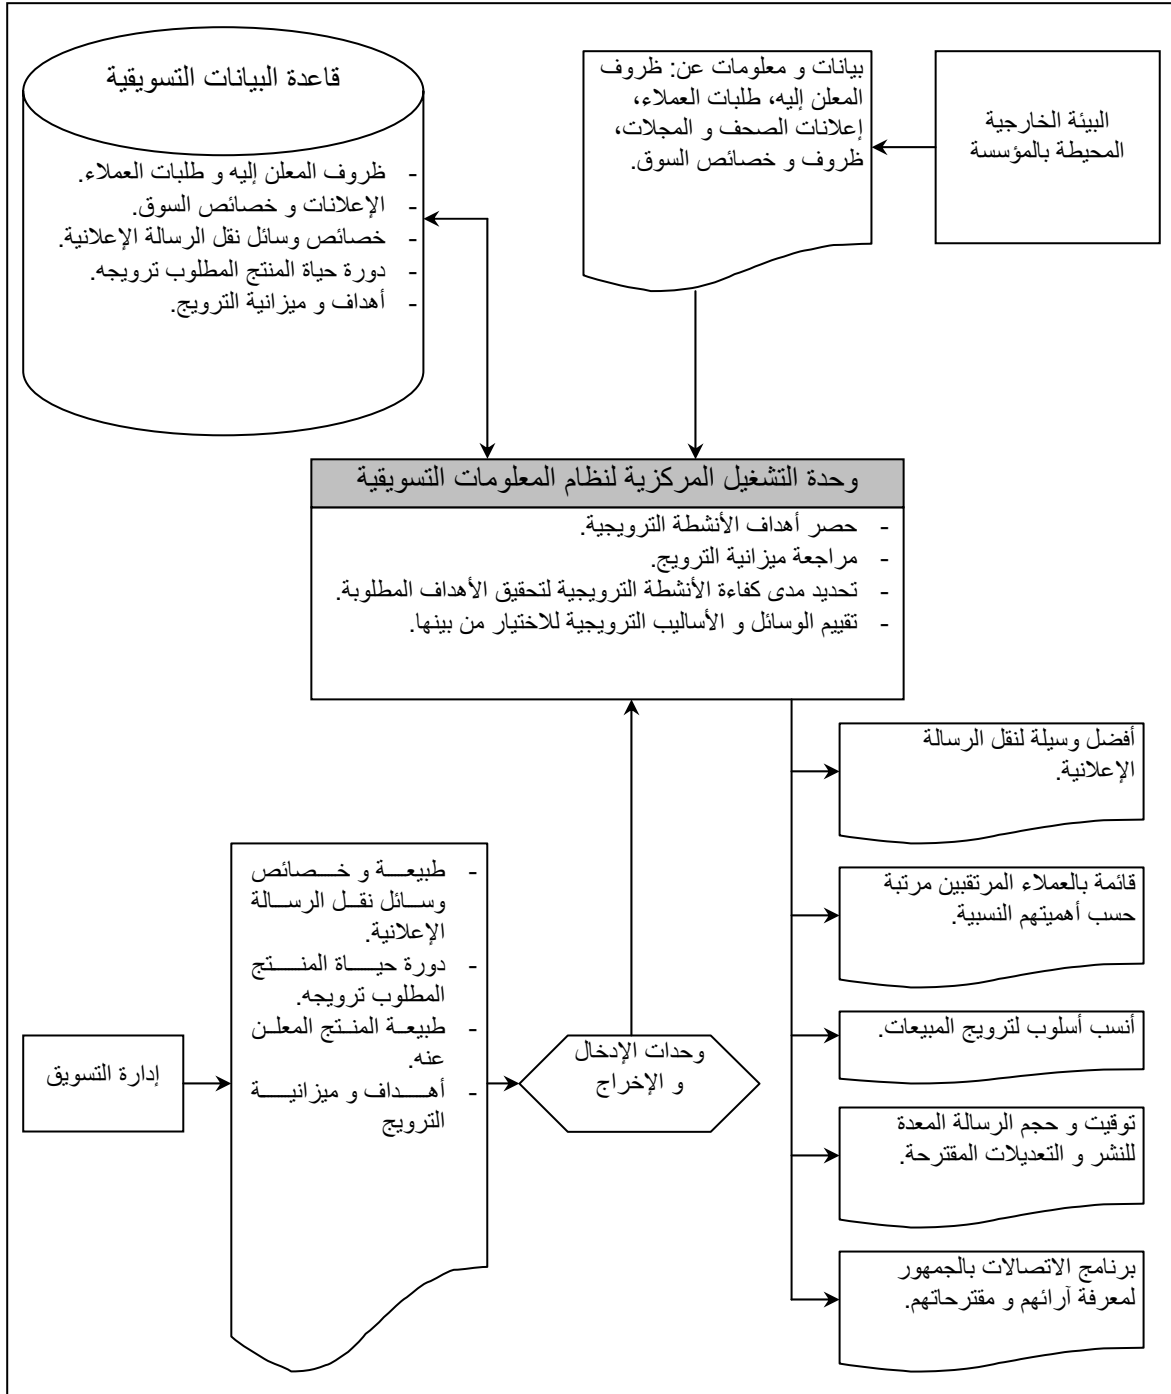 البيئة الخارجية
المحيطة بالمؤسسة
بيانات و معلومات عن: ظروف
المعلن إليه، طلبات العملاء،
إعلانات الصحف و المجلات،
ظروف و خصائص السوق.
قاعدة البيانات التسويقية
- ظروف المعلن إليه و طلبات العملاء.
- الإعلانات و خصائص السوق.
- خصائص وسائل نقل الرسالة الإعلانية.
- دورة حياة المنتج المطلوب ترويجه.
- أهداف و ميزانية الترويج.
وحدة التشغيل المركزية لنظام المعلومات التسويقية
- حصر أهداف الأنشطة الترويجية.
- مراجعة ميزانية الترويج.
- تحديد مدى كفاءة الأنشطة الترويجية لتحقيق الأهداف المطلوبة.
- تقييم الوسائل و الأساليب الترويجية للاختيار من بينها.
أفضل وسيلة لنقل الرسالة
الإعلانية.
قائمة بالعملاء المرتقبين مرتبة
حسب أهميتهم النسبية.
أنسب أسلوب لترويج المبيعات.
توقيت و حجم الرسالة المعدة
للنشر و التعديلات المقترحة.
برنامج الاتصالات بالجمهور
لمعرفة آرائهم و مقترحاتهم.
وحدات الإدخال
و الإخراج
- طبيعة و خصائص
وسائل نقل الرسالة
الإعلانية.
- دورة حياة المنتج
المطلوب ترويجه.
- طبيعة المنتج المعلن
عنه.
- أهداف و ميزانية
الترويج
إدارة التسويق